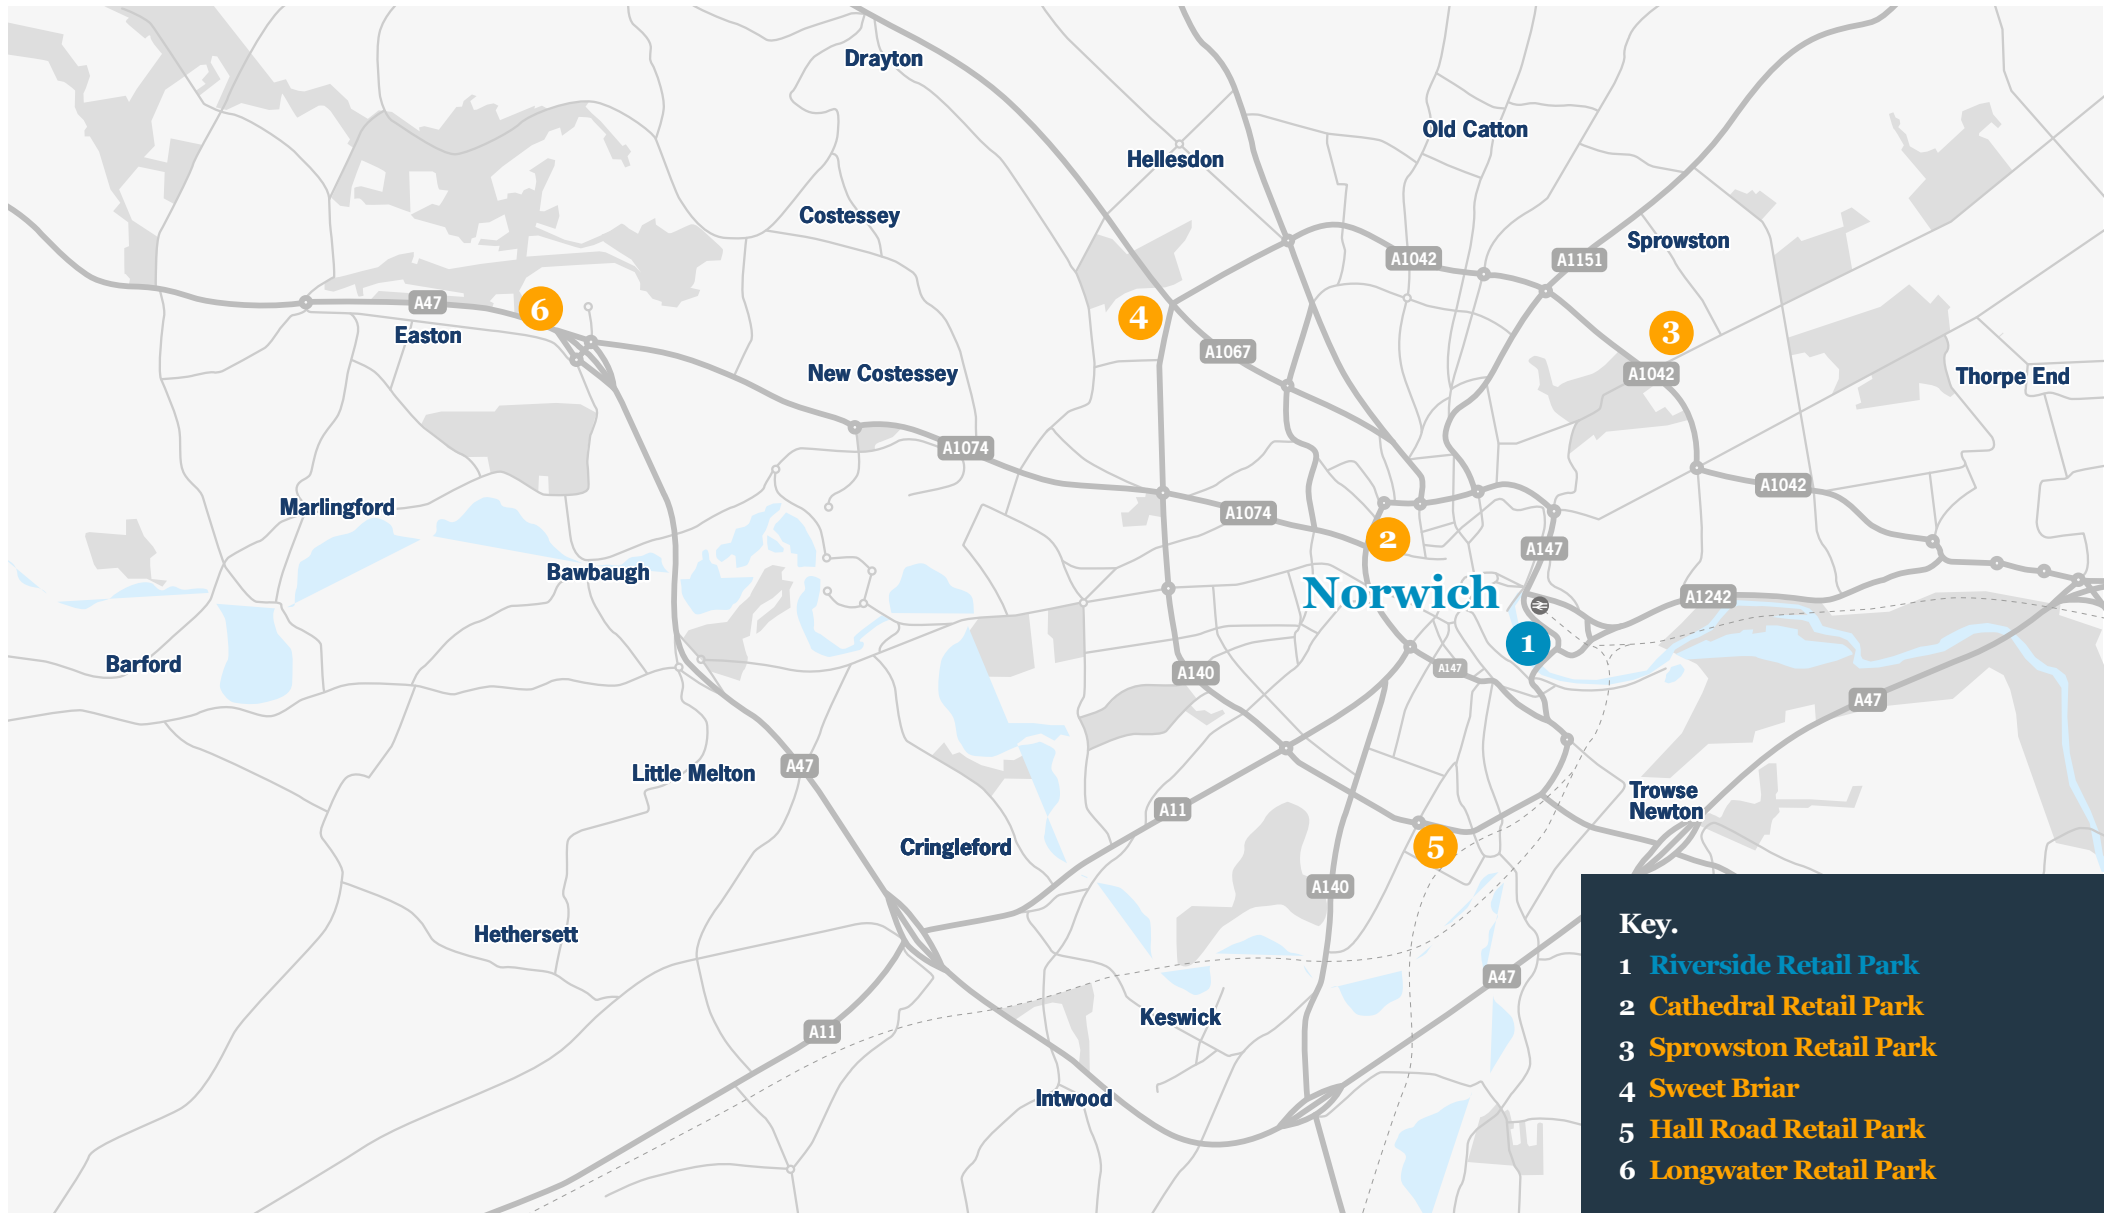 Drayton
Old Catton
Hellesdon
Costessey
Sprowston
A1042
A1151
A47
6
4
3
Easton
A1067
New Costessey
A1042
Thorpe End
A1074
A1042
Marlingford
A1074
2
A147
Bawbaugh
Norwich
A1242
1
Barford
A140
A147
A47
Little Melton
A47
Trowse
Newton
A11
Cringleford
5
A140
Hethersett
A47
Keswick
A11
Intwood
Key.
1 Riverside Retail Park
2 Cathedral Retail Park
3 Sprowston Retail Park
4 Sweet Briar
5 Hall Road Retail Park
6 Longwater Retail Park